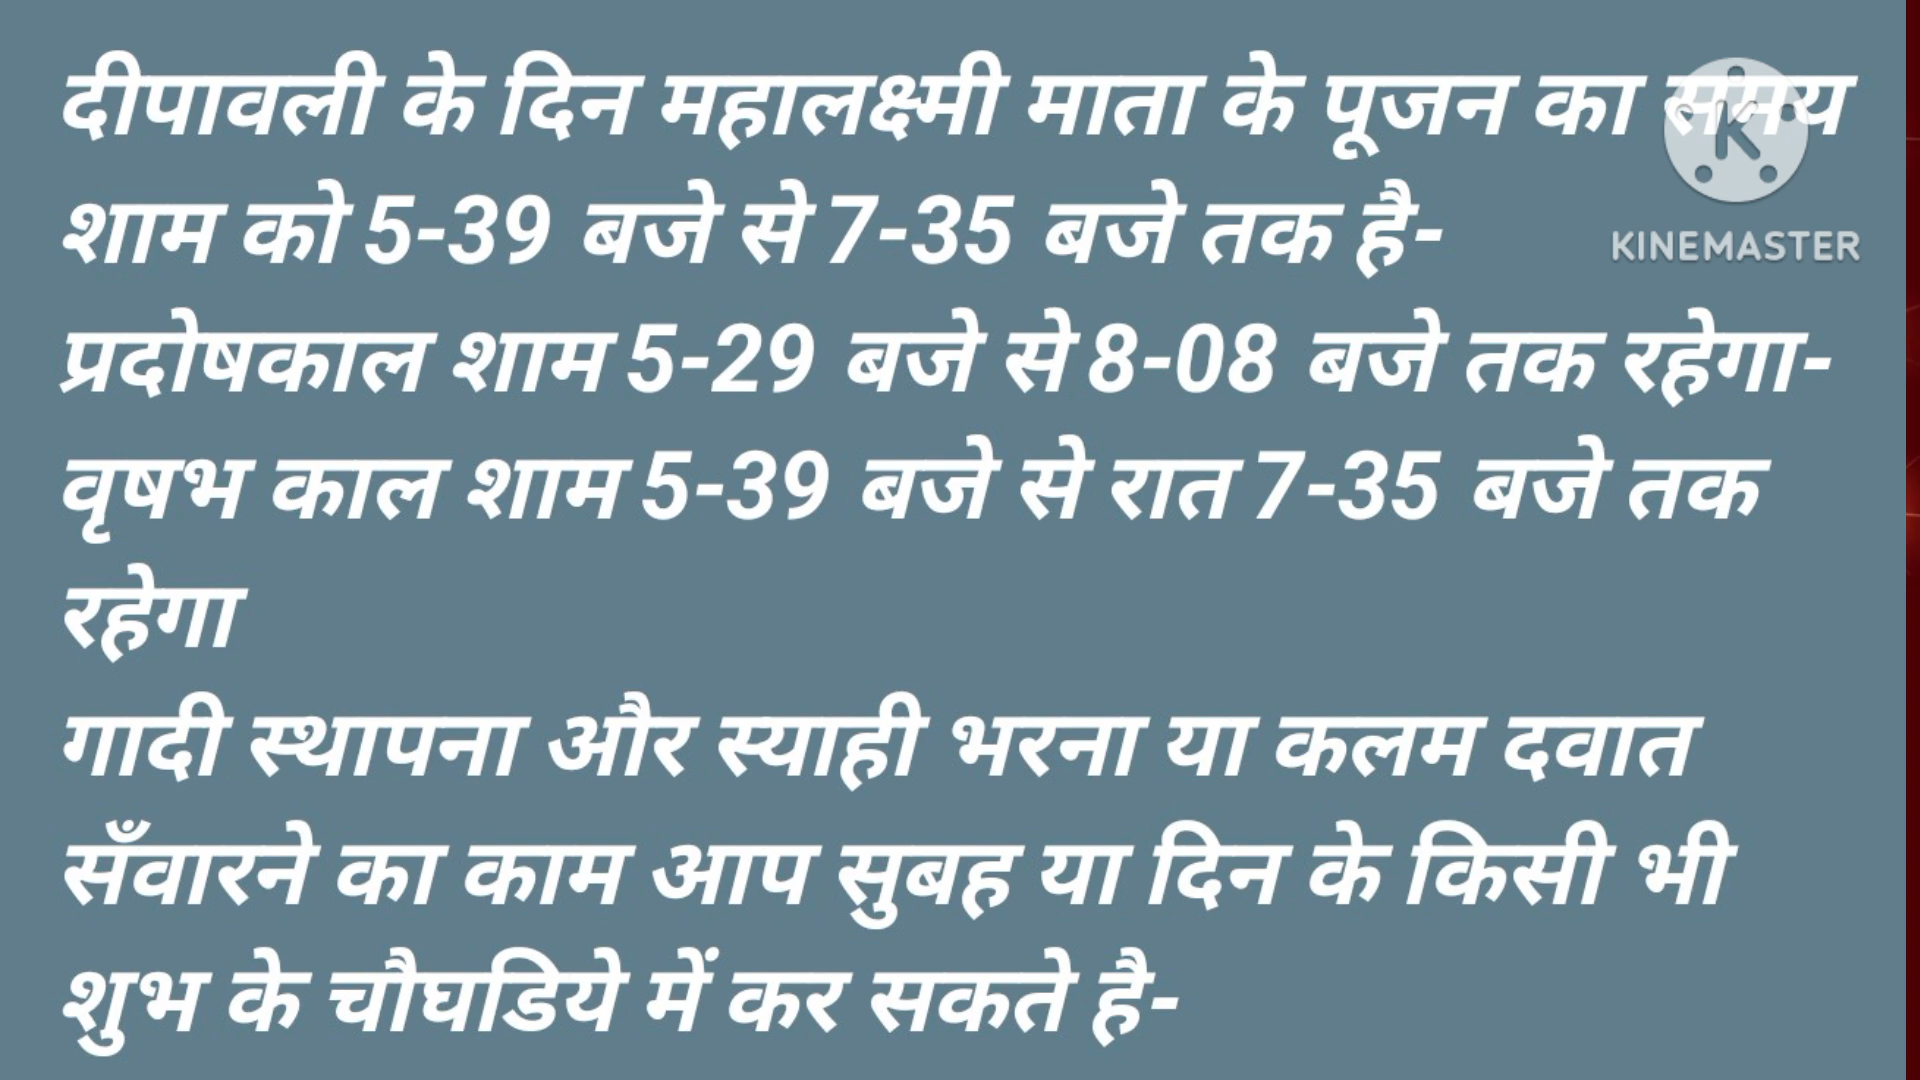 दीपावली के दिन महालक्ष्मी माता के पूजन का समय
शाम को 5-39 बजे से 7-35 बजे तक है-
KINEMASTER
प्रदोषकाल शाम 5-29 बजे से 8-08 बजे तक रहेगा-
वृषभ काल शाम 5-39 बजे से रात 7-35 बजे तक
रहेगा
गादी स्थापना और स्याही भरना या कलम दवात
सँवारने का काम आप सुबह या दिन के किसी भी
शुभ के चौघडिये में कर सकते है-